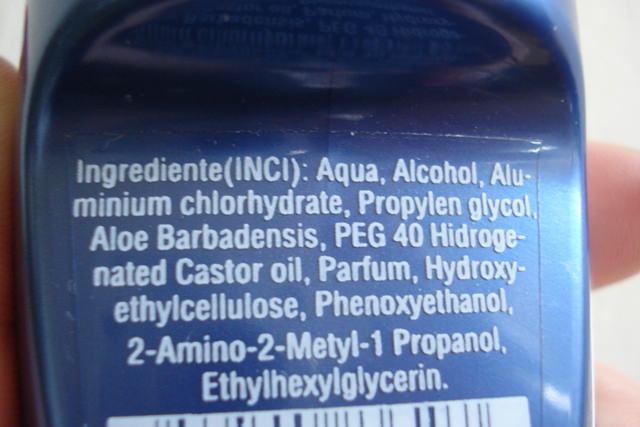 Ingrediente(INCI): Aqua, Alcohol, Alu-
minium chlorhydrate, Propylen glycol,
Aloe Barbadensis, PEG 40 Hidroge-
nated Castor oil, Parfum, Hydroxy-
ethylcellulose, Phenoxyethanol,
2-Amino-2-Metyl-1 Propanol,
Ethylhexylglycerin.